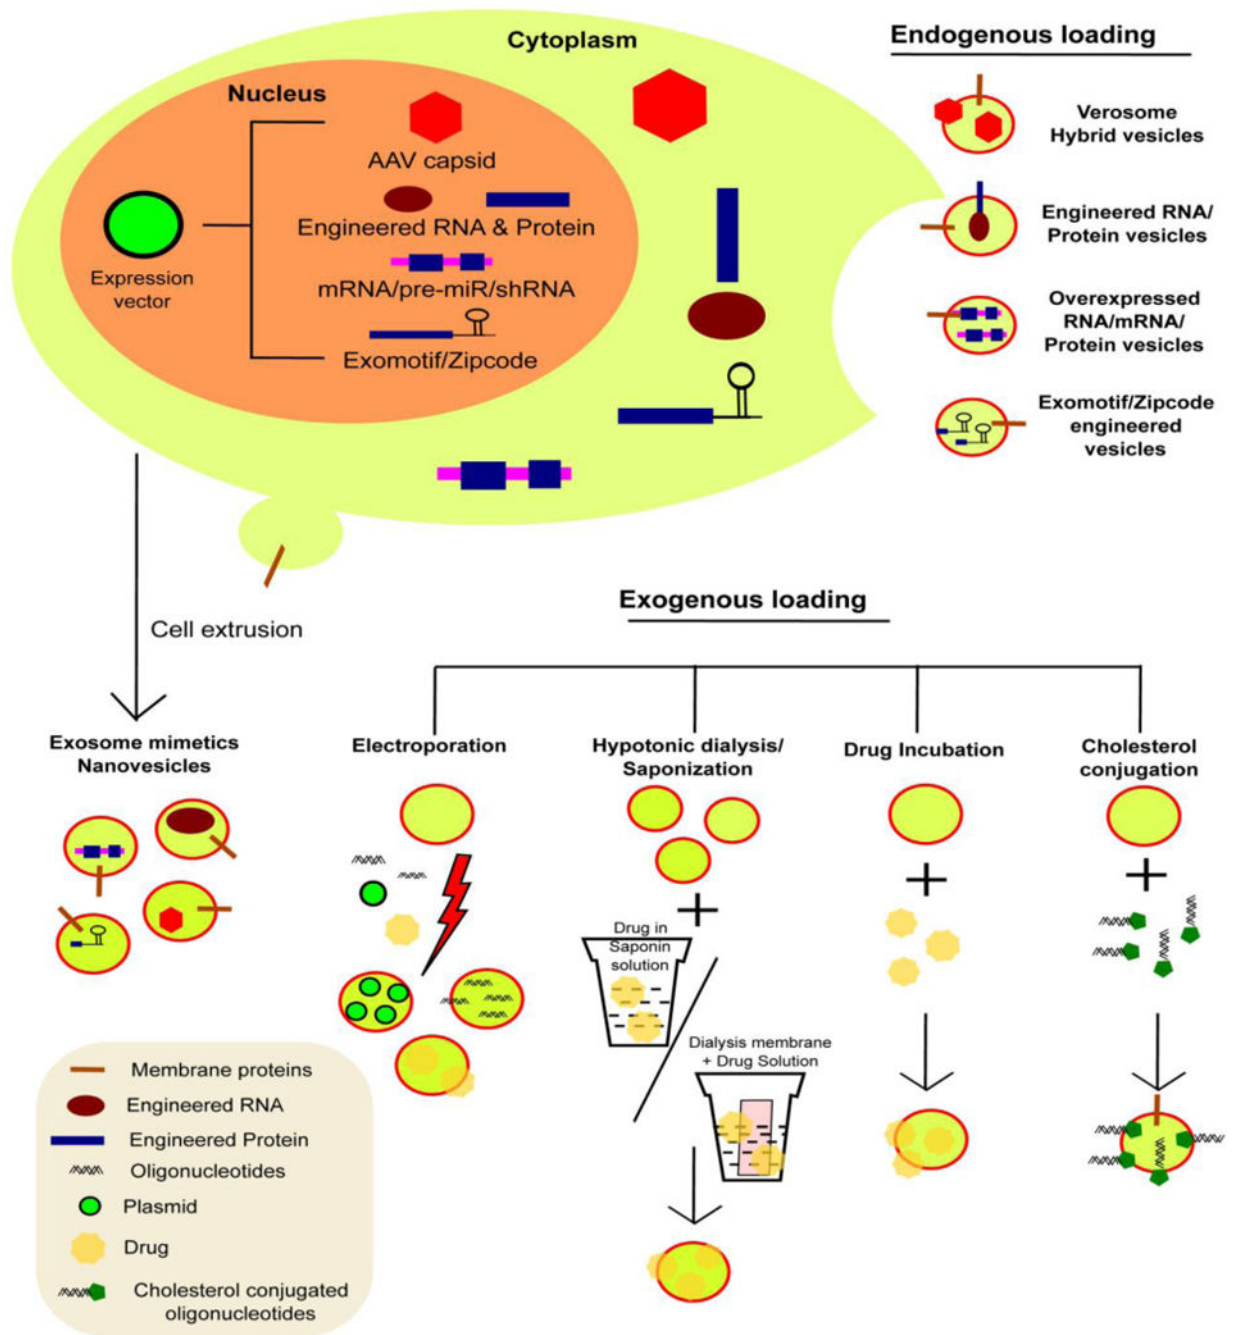 Cytoplasm
Nucleus
AAV capsid
Engineered RNA & Protein
mRNA/pre-miR/shRNA
Exomotif/Zipcode
Expression
vector
Endogenous loading
Verosome
Hybrid vesicles
Engineered RNA/
Protein vesicles
Overexpressed
RNA/mRNA/
Protein vesicles
Exomotif/Zipcode
engineered
vesicles
Cell extrusion
Exosome mimetics
Nanovesicles
Exogenous loading
Electroporation
Hypotonic dialysis/
Saponization
Drug in
Saponin
solution
Dialysis membrane
+ Drug Solution
Drug Incubation
Cholesterol
conjugation
Membrane proteins
Engineered RNA
Engineered Protein
Oligonucleotides
Plasmid
Drug
Cholesterol conjugated
oligonucleotides